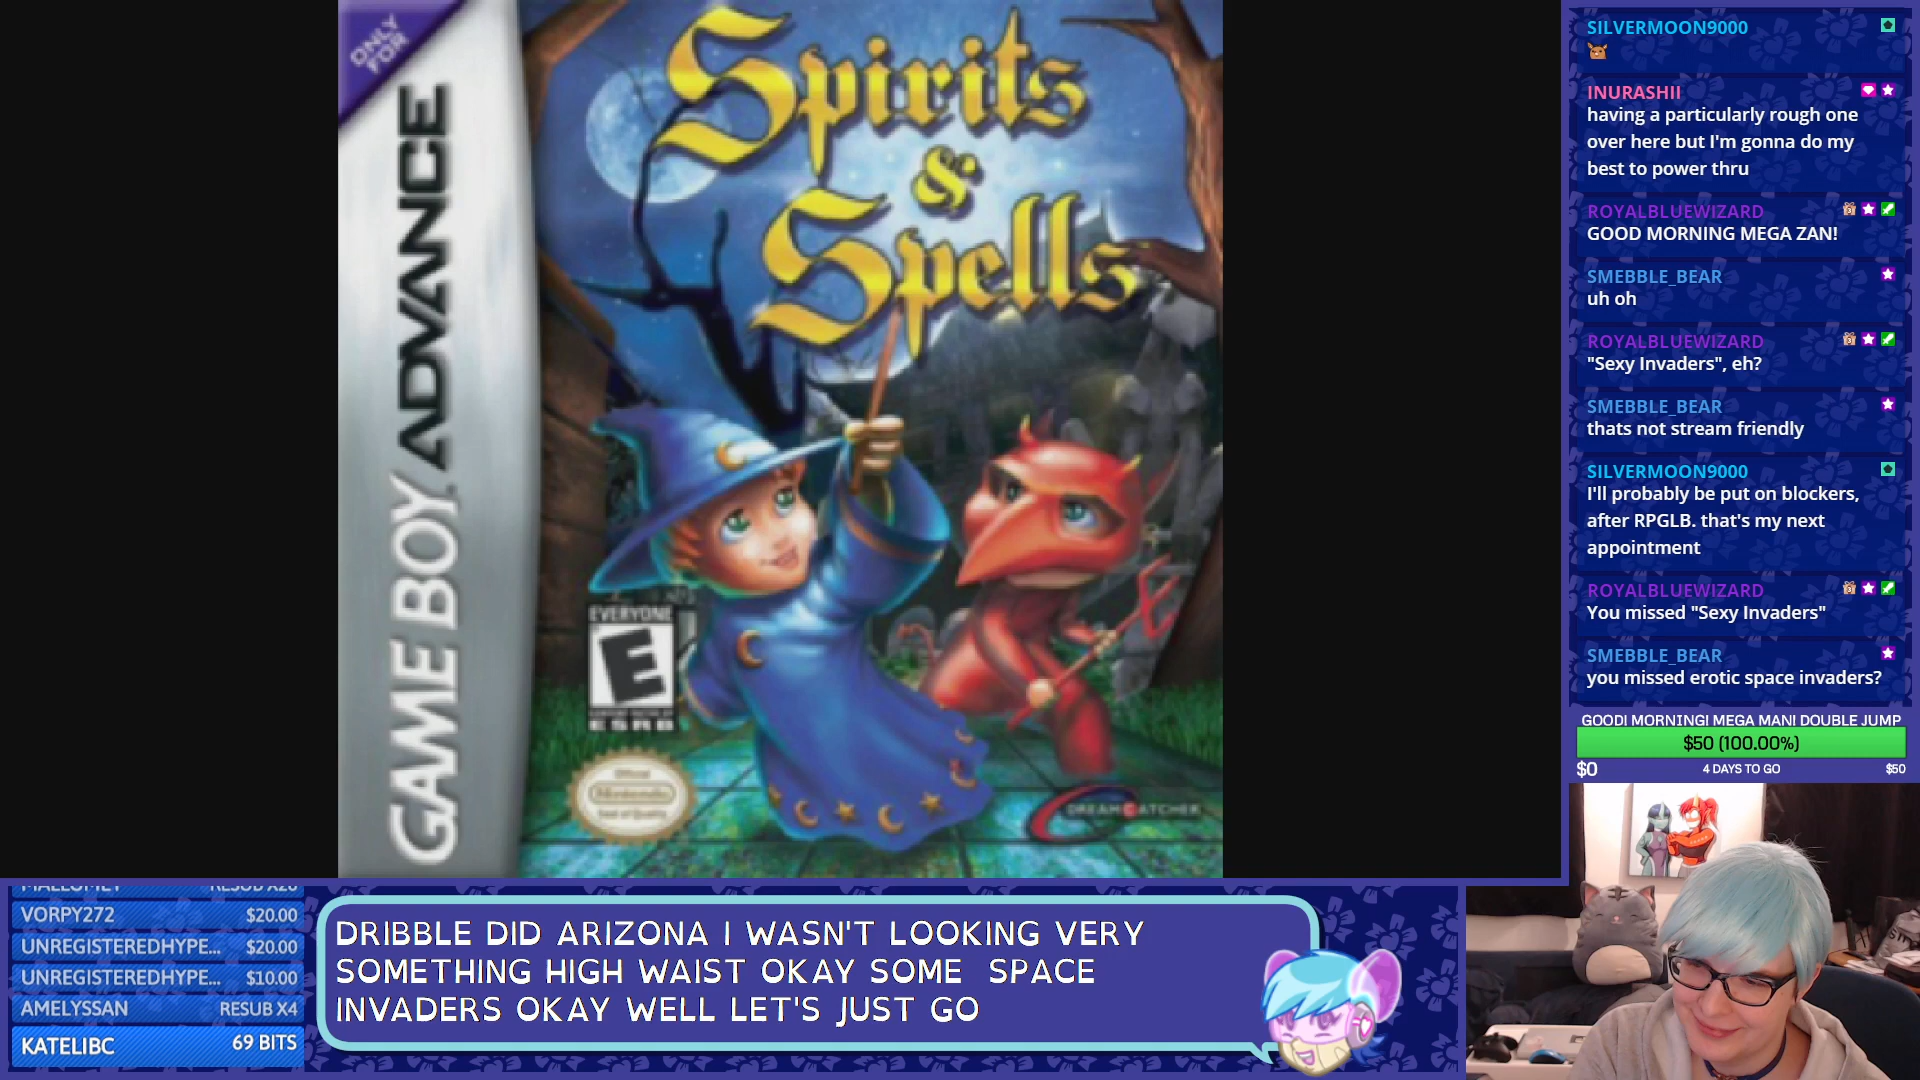 ONLY
FOR
GAME BOY ADVANCE
Spirits
&
Spells
EVERYONE
E
ESRB
Official
Nintendo
Seal of Quality
DREAMCATCHER
SILVERMOON9000
INURASHII
having a particularly rough one
over here but I'm gonna do my
best to power thru
ROYALBLUEWIZARD
GOOD MORNING MEGA ZAN!
SMEBBLE_BEAR
uh oh
ROYALBLUEWIZARD
"Sexy Invaders", eh?
SMEBBLE_BEAR
thats not stream friendly
SILVERMOON9000
I'll probably be put on blockers,
after RPGLB. that's my next
appointment
ROYALBLUEWIZARD
You missed "Sexy Invaders"
SMEBBLE_BEAR
you missed erotic space invaders?
GOOD! MORNING! MEGA MAN! DOUBLE JUMP
$50 (100.00%)
$0 4 DAYS TO GO $50
VORPY272 $20.00
UNREGISTEREDHYPE... $20.00
UNREGISTEREDHYPE... $10.00
AMELYSSAN RESUB X4
KATELIBC 69 BITS
DRIBBLE DID ARIZONA I WASN'T LOOKING VERY
SOMETHING HIGH WAIST OKAY SOME SPACE
INVADERS OKAY WELL LET'S JUST GO